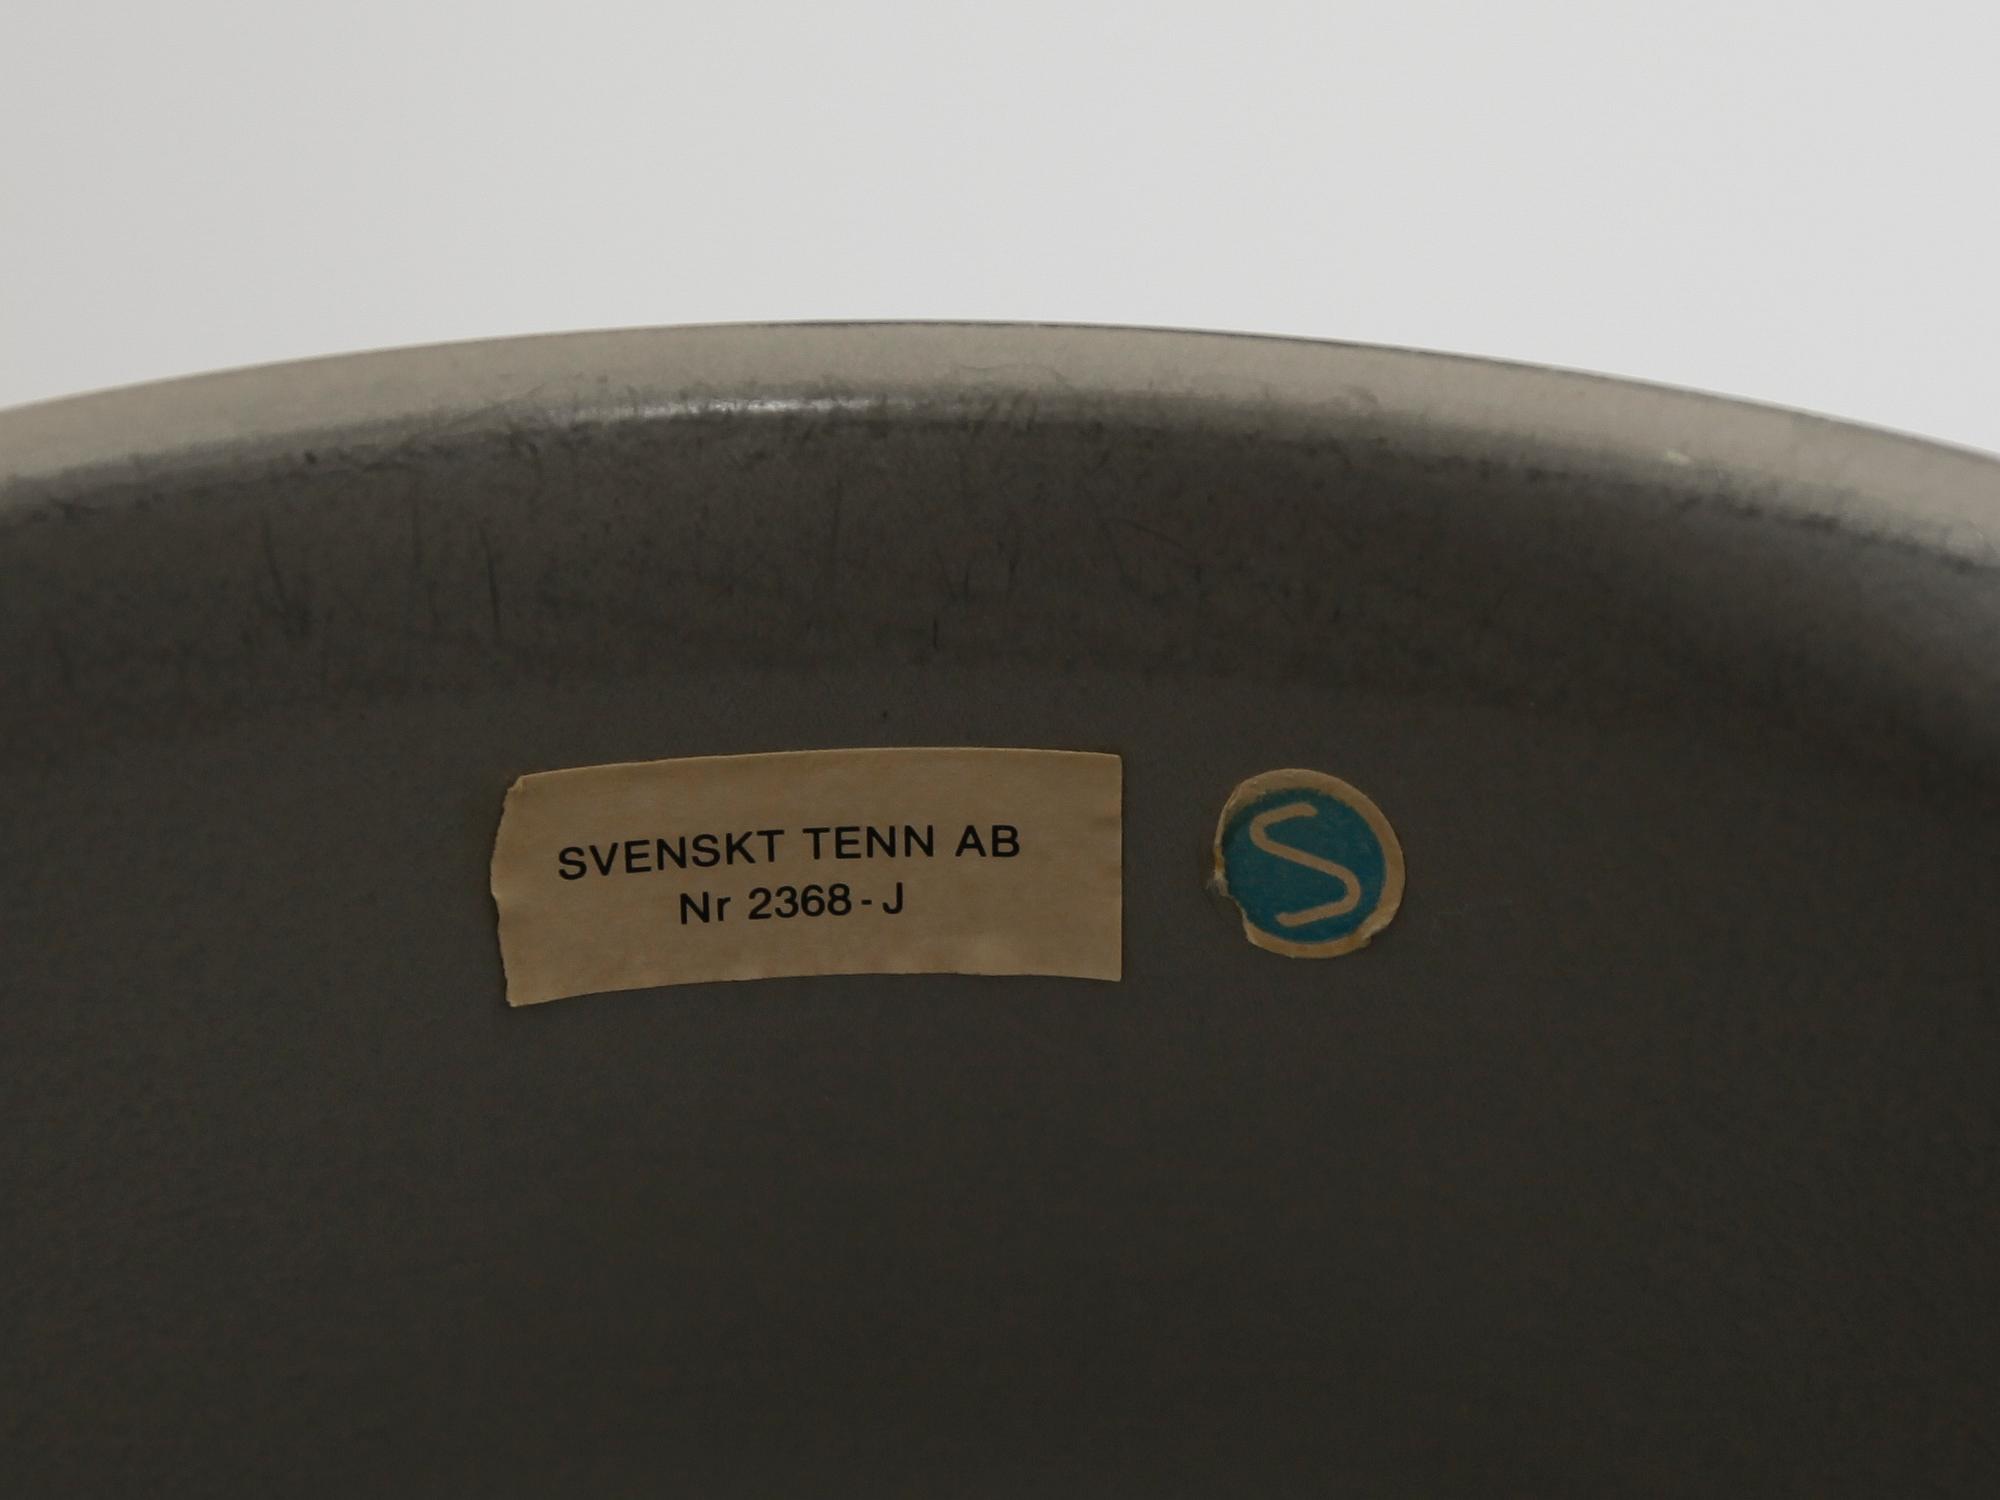 SVENSKT TENN AB
Nr 2368-J
S